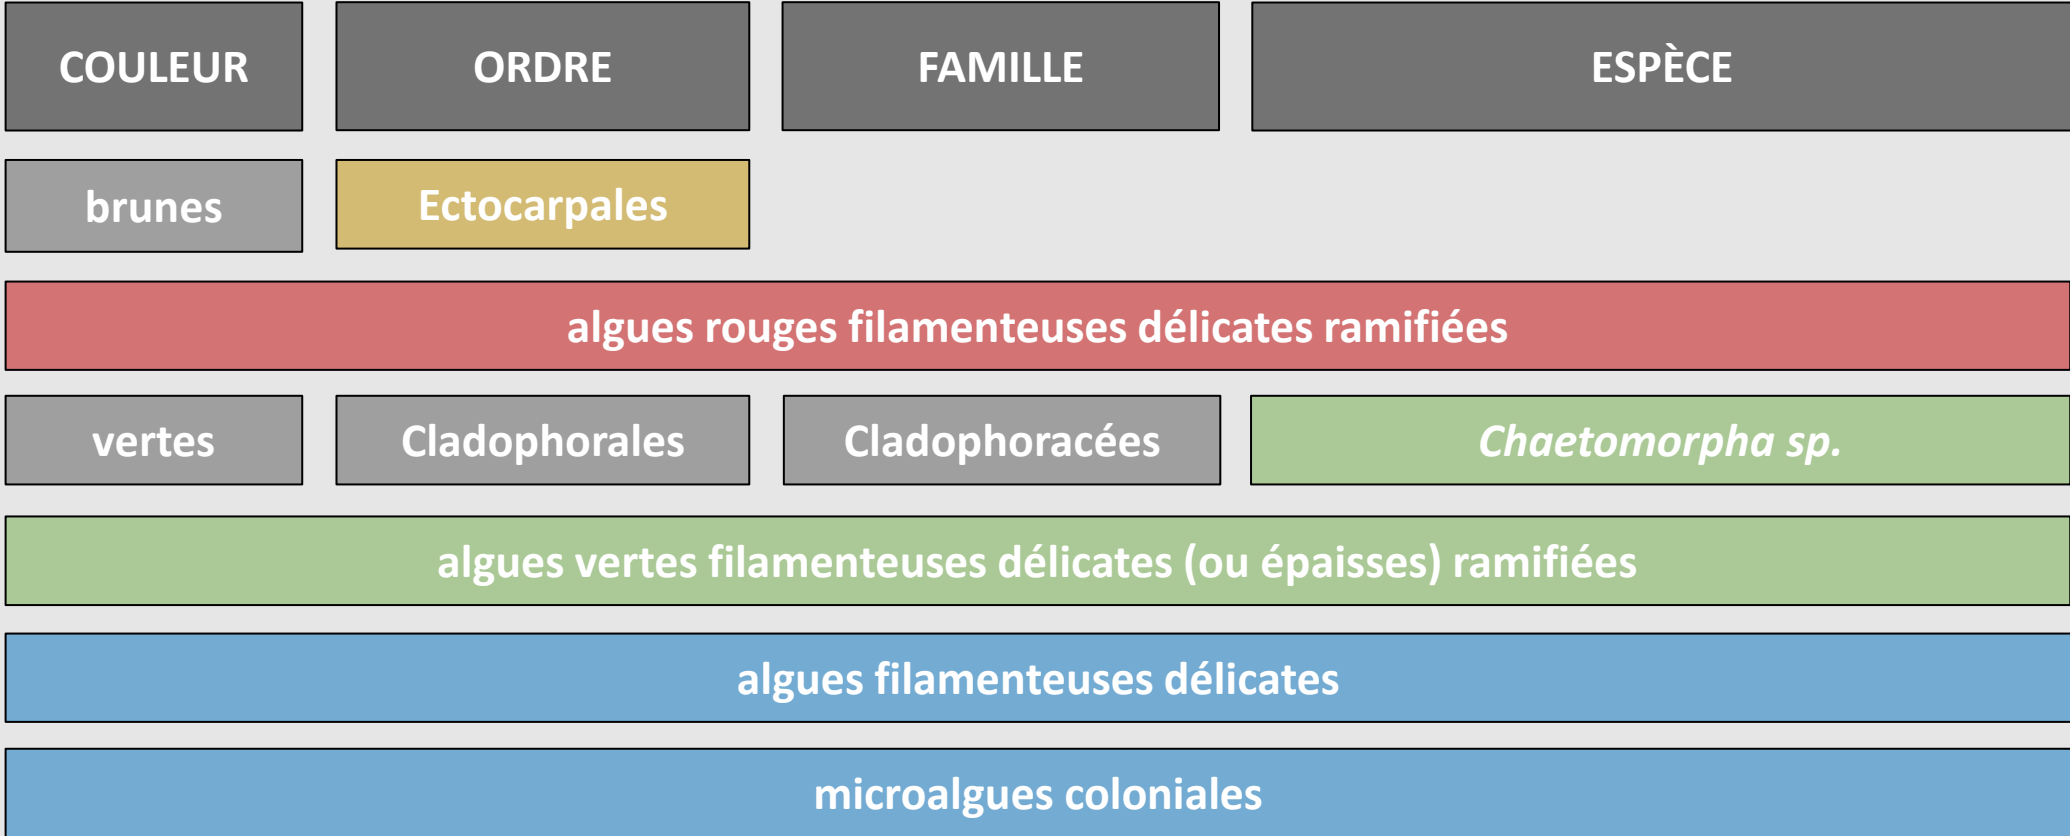 COULEUR ORDRE FAMILLE ESPÈCE
brunes Ectocarpales
algues rouges filamenteuses délicates ramifiées
vertes Cladophorales Cladophoracées Chaetomorpha sp.
algues vertes filamenteuses délicates (ou épaisses) ramifiées
algues filamenteuses délicates
microalgues coloniales